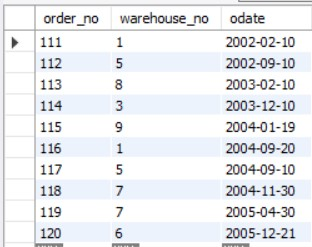 order_no warehouse_no odate
111 1 2002-02-10
112 5 2002-09-10
113 8 2003-02-10
114 3 2003-12-10
115 9 2004-01-19
116 1 2004-09-20
117 5 2004-09-10
118 7 2004-11-30
119 7 2005-04-30
120 6 2005-12-21